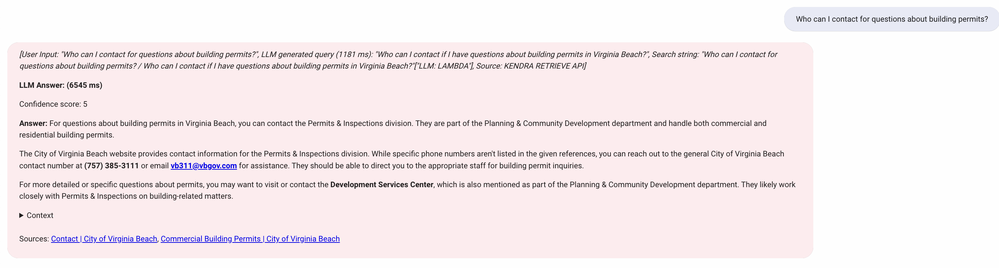 Who can I contact for questions about building permits?
[User Input: "Who can I contact for questions about building permits?", LLM generated query (1181 ms): "Who can I contact if I have questions about building permits in Virginia Beach?", Search string: "Who can I contact for
questions about building permits? / Who can I contact if I have questions about building permits in Virginia Beach?"["LLM: LAMBDA"], Source: KENDRA RETRIEVE API]
LLM Answer: (6545 ms)
Confidence score: 5
Answer: For questions about building permits in Virginia Beach, you can contact the Permits & Inspections division. They are part of the Planning & Community Development department and handle both commercial and
residential building permits.
The City of Virginia Beach website provides contact information for the Permits & Inspections division. While specific phone numbers aren't listed in the given references, you can reach out to the general City of Virginia Beach
contact number at (757) 385-3111 or email vb311@vbgov.com for assistance. They should be able to direct you to the appropriate staff for building permit inquiries.
For more detailed or specific questions about permits, you may want to visit or contact the Development Services Center, which is also mentioned as part of the Planning & Community Development department. They likely work
closely with Permits & Inspections on building-related matters.
▶ Context
Sources: Contact | City of Virginia Beach, Commercial Building Permits | City of Virginia Beach